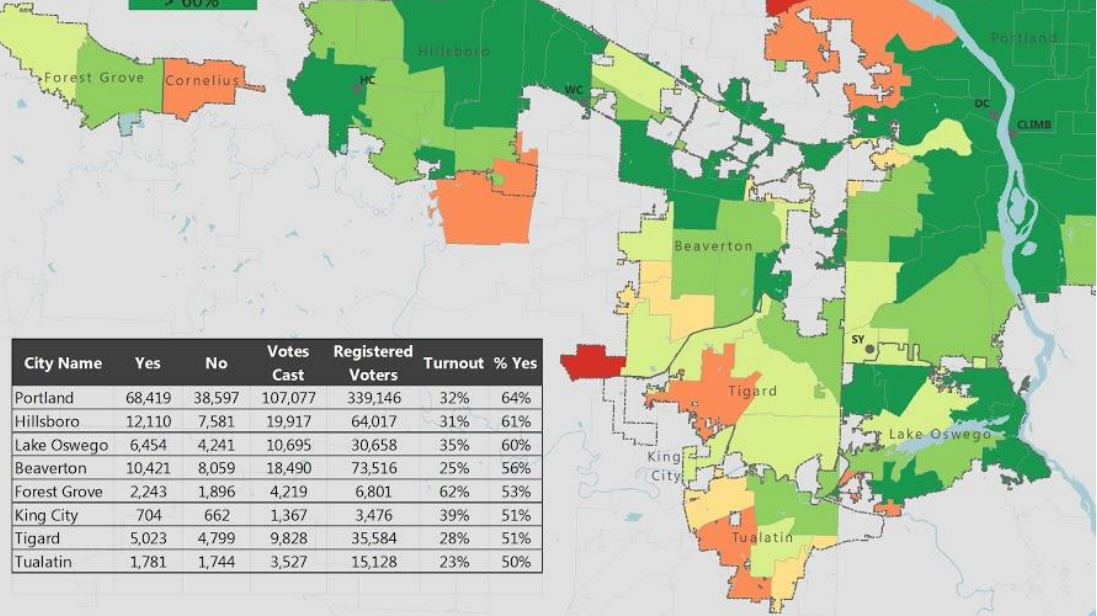 > 60%
Hillsboro
Portland
Forest Grove
Cornelius
HC
WC
DC
CLIMB
Beaverton
SY
Tigard
Lake Oswego
King
City
Tualatin
City Name Yes No Votes Cast Registered Voters Turnout % Yes
Portland 68,419 38,597 107,077 339,146 32% 64%
Hillsboro 12,110 7,581 19,917 64,017 31% 61%
Lake Oswego 6,454 4,241 10,695 30,658 35% 60%
Beaverton 10,421 8,059 18,490 73,516 25% 56%
Forest Grove 2,243 1,896 4,219 6,801 62% 53%
King City 704 662 1,367 3,476 39% 51%
Tigard 5,023 4,799 9,828 35,584 28% 51%
Tualatin 1,781 1,744 3,527 15,128 23% 50%